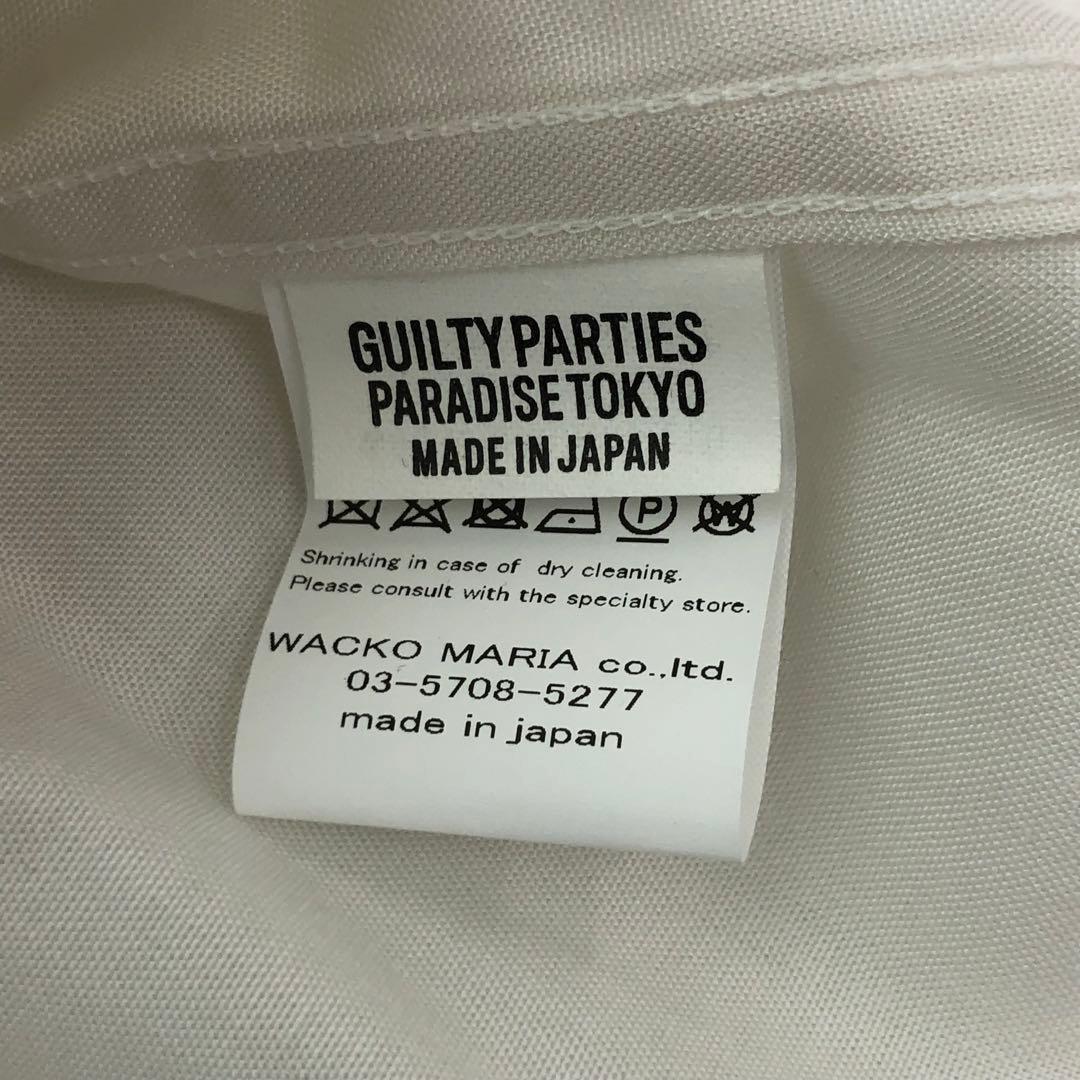 GUILTY PARTIES
PARADISE TOKYO
MADE IN JAPAN
P W
Shrinking in case of dry cleaning.
Please consult with the specialty store.
WACKO MARIA co.,ltd.
03-5708-5277
made in japan